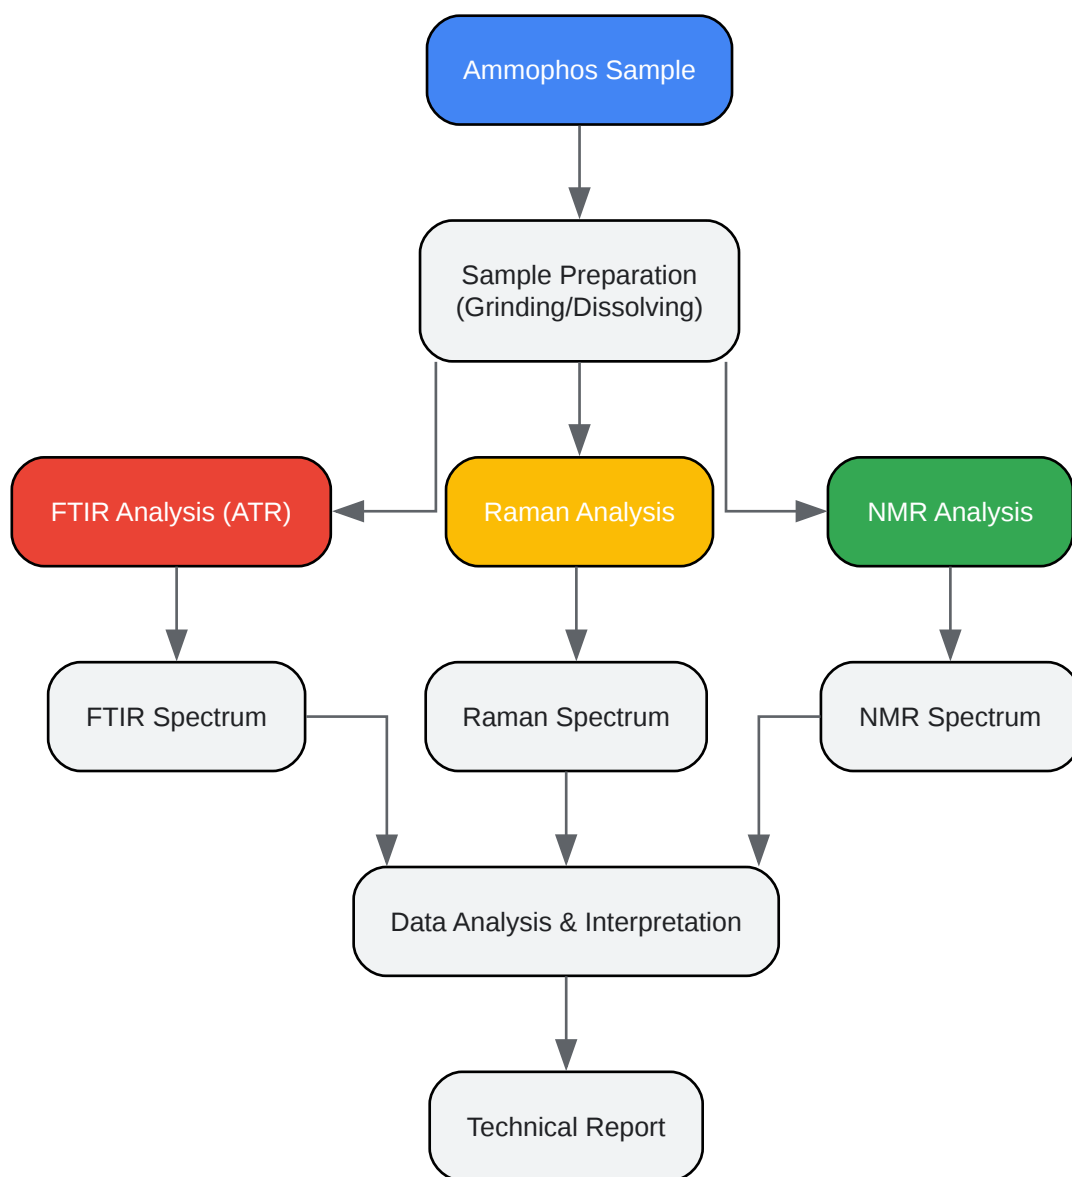 Ammophos Sample
Sample Preparation
(Grinding/Dissolving)
FTIR Analysis (ATR)
Raman Analysis
NMR Analysis
FTIR Spectrum
Raman Spectrum
NMR Spectrum
Data Analysis & Interpretation
Technical Report